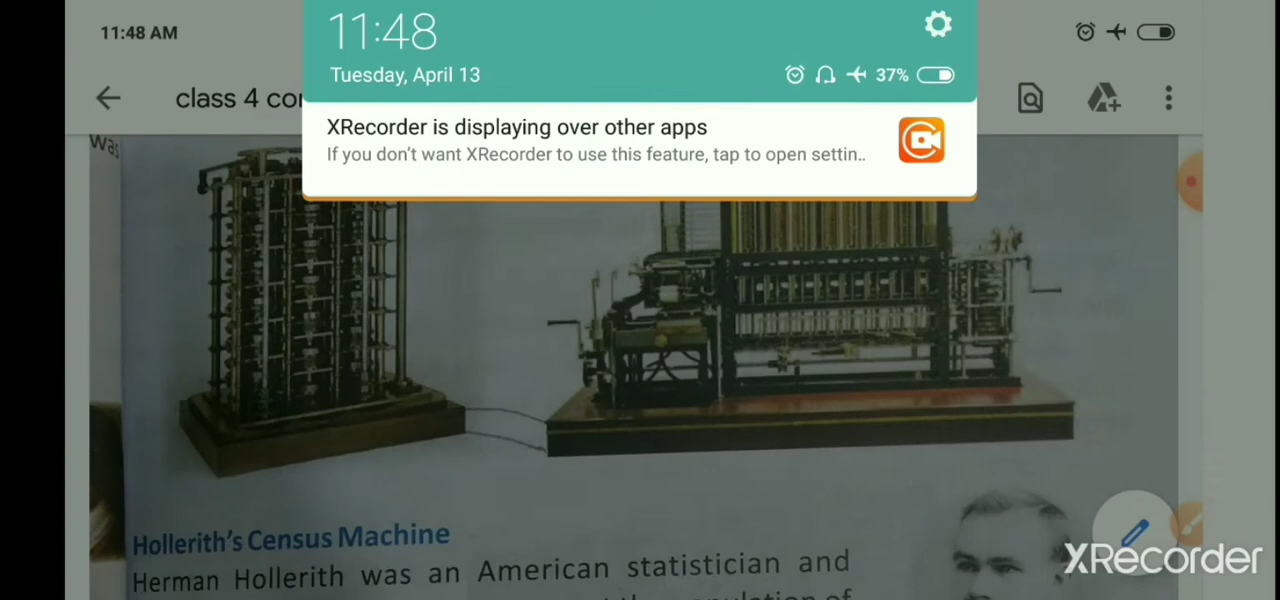 11:48 AM
11:48
Tuesday, April 13
37%
class 4 co
XRecorder is displaying over other apps
If you don't want XRecorder to use this feature, tap to open settin..
Was
Hollerith's Census Machine
Herman Hollerith was an American statistician and
of
XRecorder